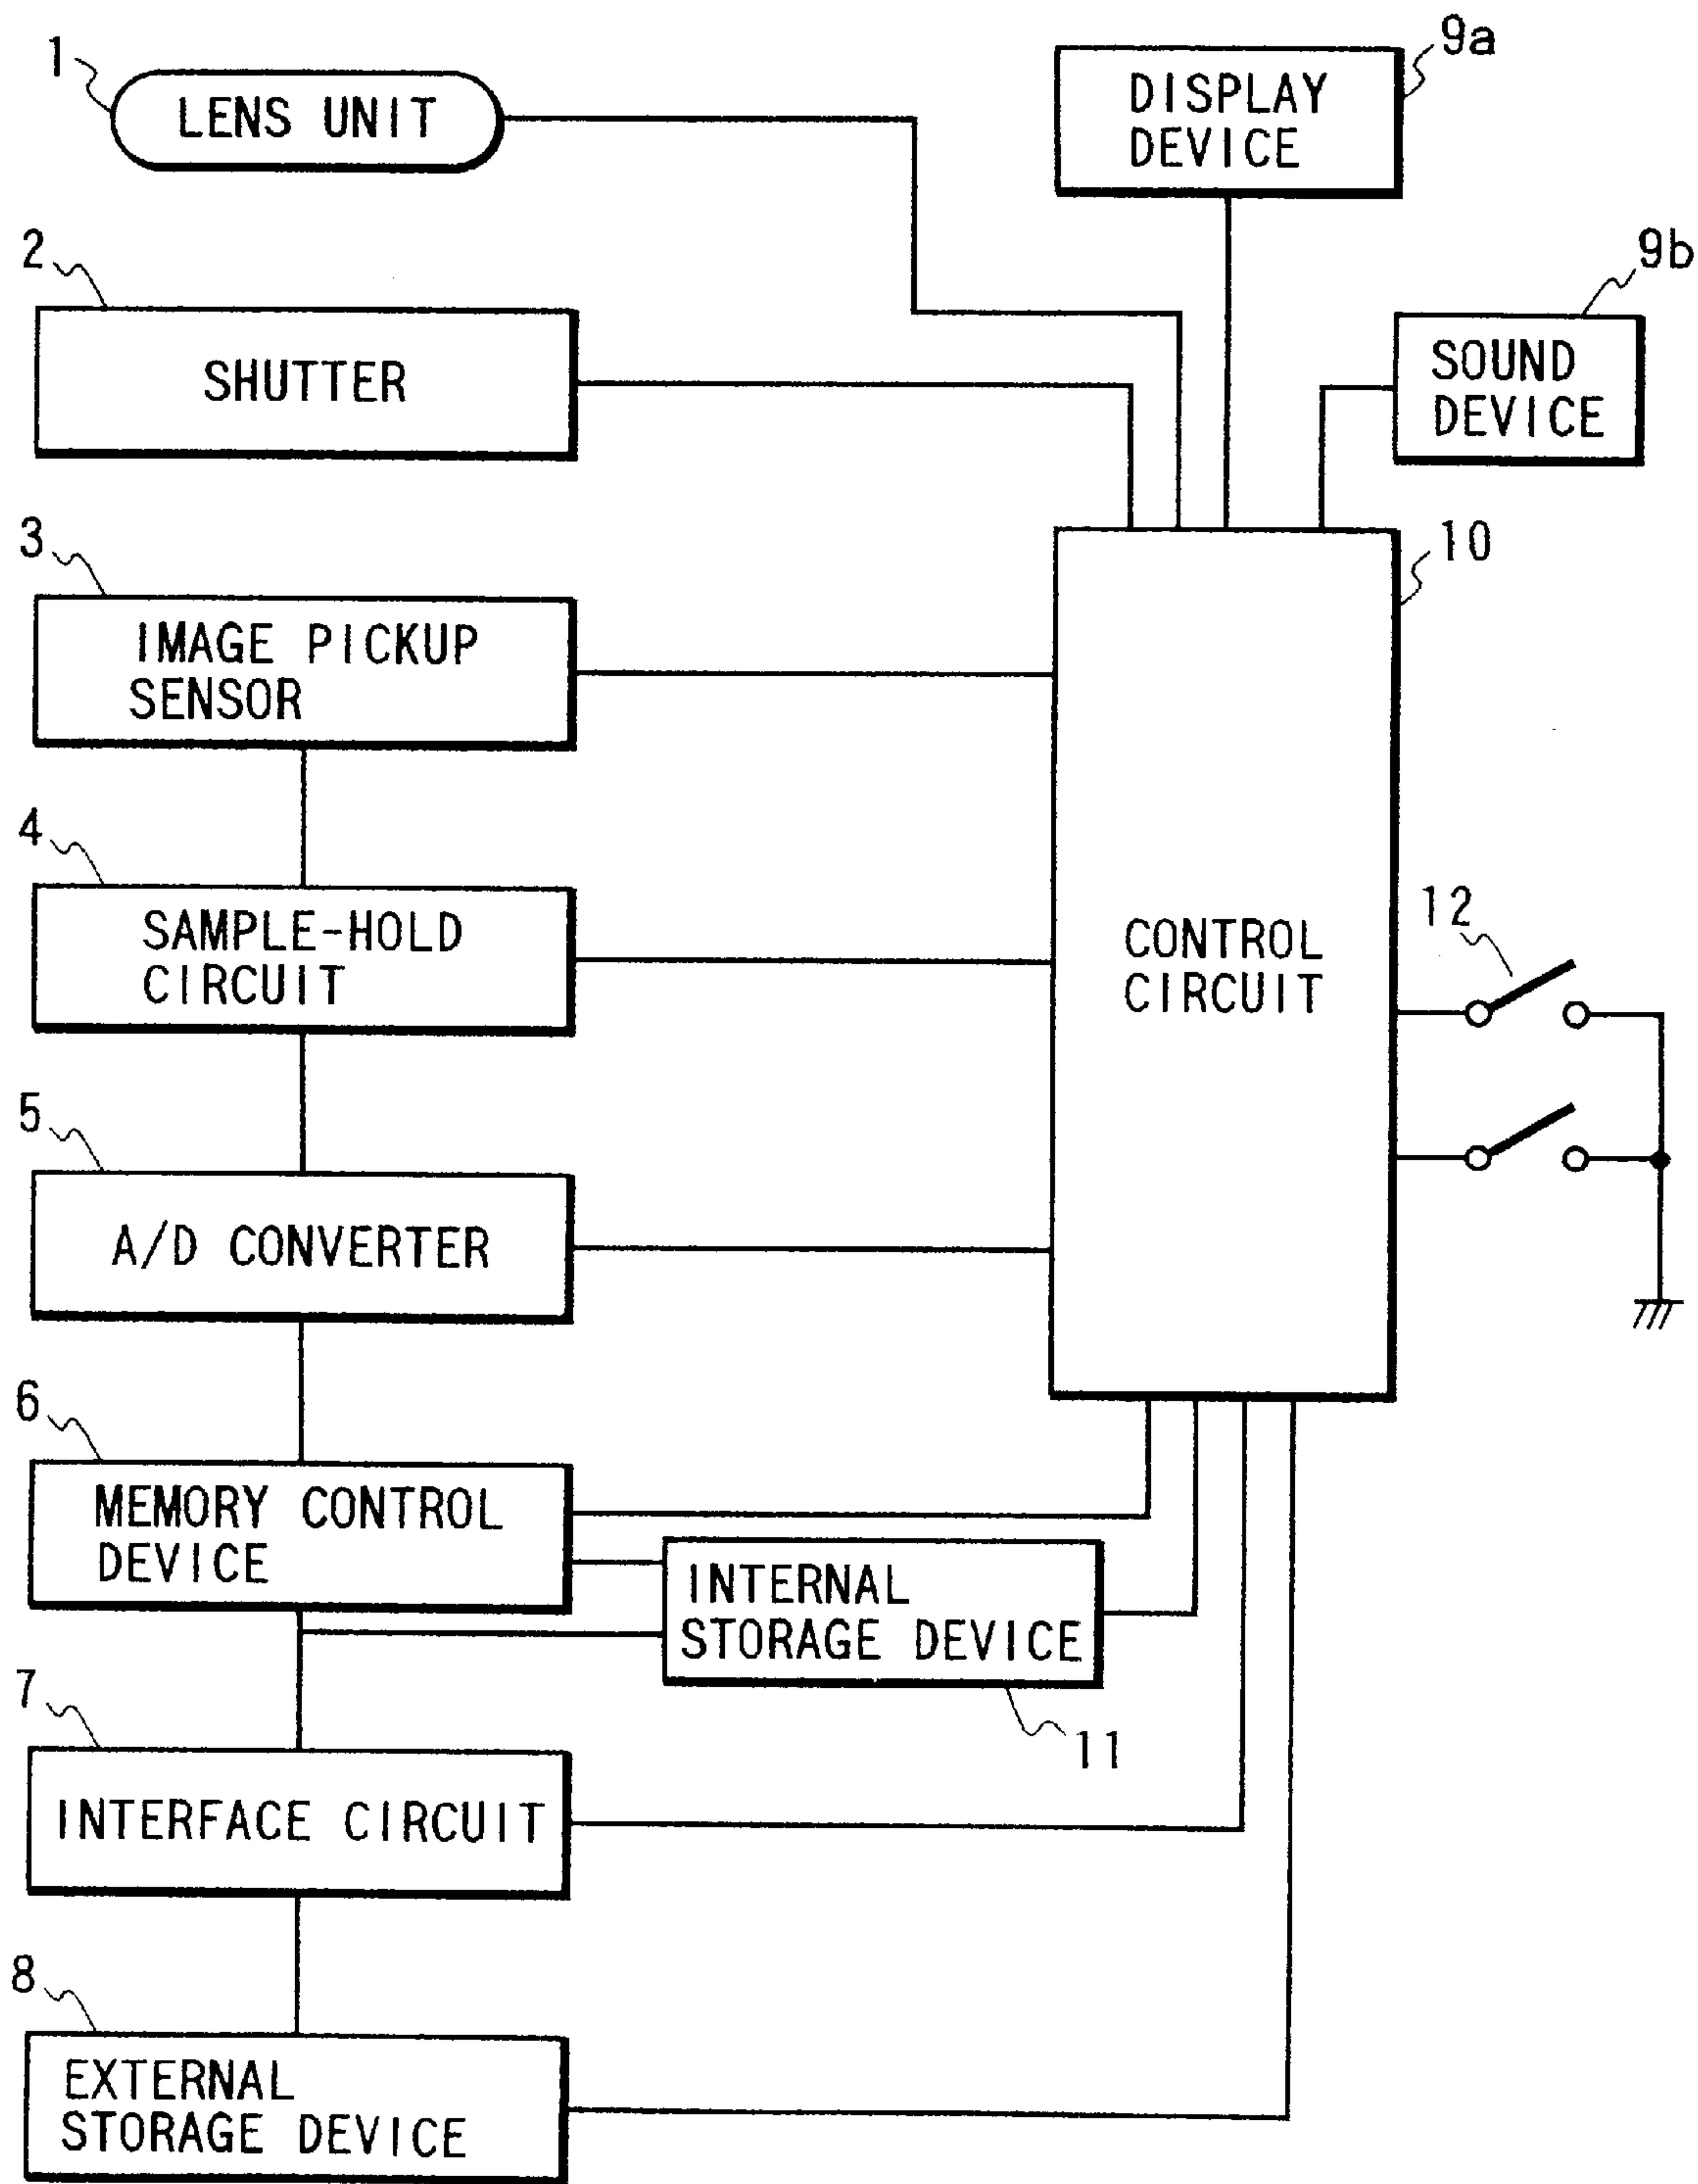 1
LENS UNIT
9a
DISPLAY
DEVICE
2
SHUTTER
9b
SOUND
DEVICE
3
IMAGE PICKUP
SENSOR
10
CONTROL
CIRCUIT
4
SAMPLE-HOLD
CIRCUIT
12
5
A/D CONVERTER
6
MEMORY CONTROL
DEVICE
INTERNAL
STORAGE DEVICE
11
7
INTERFACE CIRCUIT
8
EXTERNAL
STORAGE DEVICE